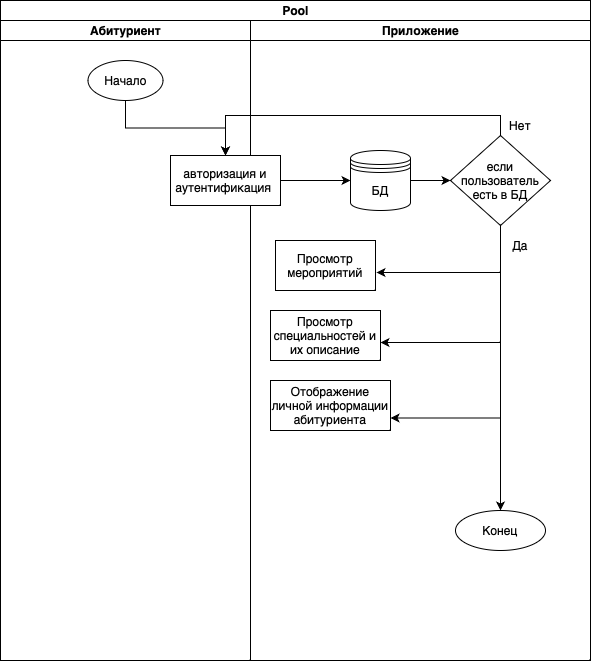 Pool
Абитуриент
Приложение
Начало
Нет
авторизация и
аутентификация
БД
если
пользователь
есть в БД
Да
Просмотр
мероприятий
Просмотр
специальностей и
их описание
Отображение
личной информации
абитуриента
Конец